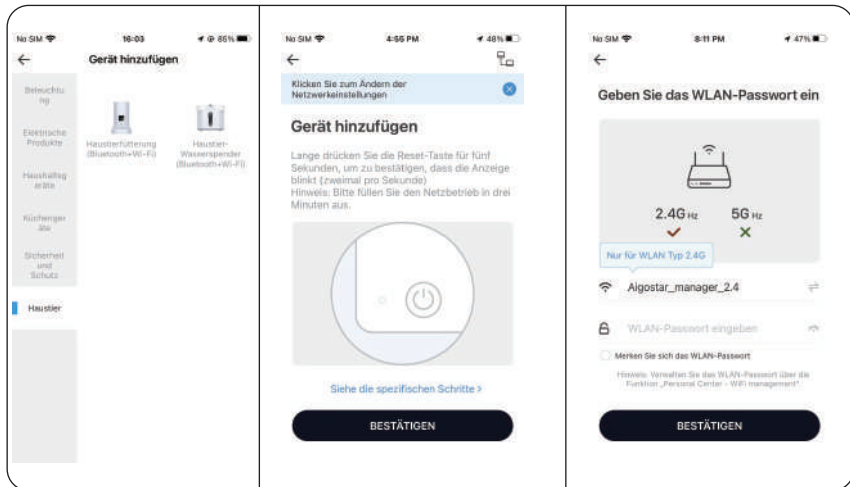 No SIM 16:03 85%
Gerät hinzufügen
Beleuchtu
ng
Elektrische
Produkte
Haushaltsg
eräte
Küchenger
äte
Sicherheit
und
Schutz
Haustier
Haustierfütterung
(Bluetooth+Wi-Fi)
Haustier-
Wasserspender
(Bluetooth+Wi-Fi)
No SIM 4:55 PM 48%
Klicken Sie zum Ändern der
Netzwerkeinstellungen
Gerät hinzufügen
Lange drücken Sie die Reset-Taste für fünf
Sekunden, um zu bestätigen, dass die Anzeige
blinkt (zweimal pro Sekunde)
Hinweis: Bitte füllen Sie den Netzbetrieb in drei
Minuten aus.
Siehe die spezifischen Schritte >
BESTÄTIGEN
No SIM 8:11 PM 47%
Geben Sie das WLAN-Passwort ein
2.4G Hz 5G Hz
Nur für WLAN Typ 2.4G
Aigostar_manager_2.4
WLAN-Passwort eingeben
Merken Sie sich das WLAN-Passwort
Hinweis: Verwalten Sie das WLAN-Passwort über die
Funktion „Personal Center - WiFi management"
BESTÄTIGEN